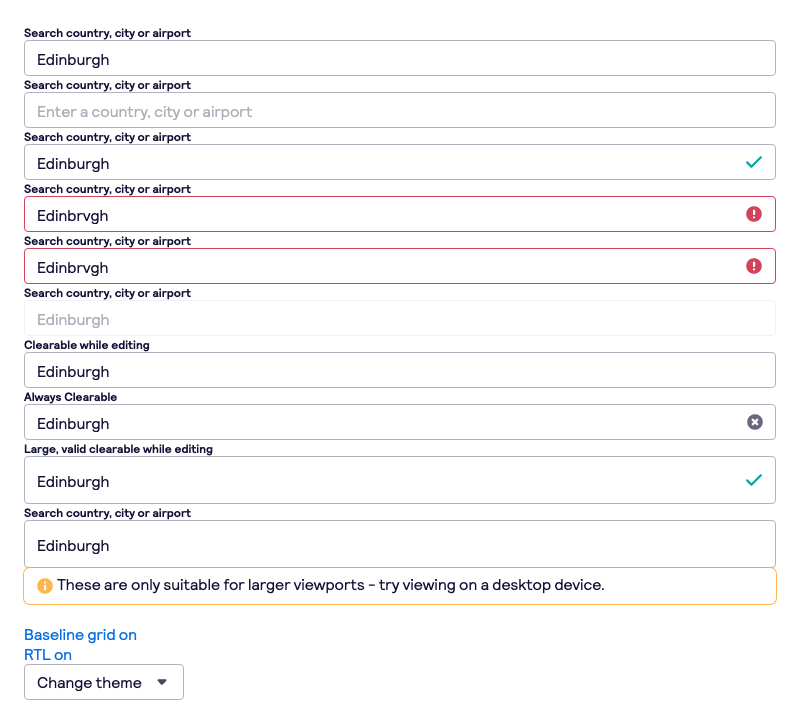 Search country, city or airport
Edinburgh
Search country, city or airport
Enter a country, city or airport
Search country, city or airport
Edinburgh
Search country, city or airport
Edinbrvgh
Search country, city or airport
Edinbrvgh
Search country, city or airport
Edinburgh
Clearable while editing
Edinburgh
Always Clearable
Edinburgh
Large, valid clearable while editing
Edinburgh
Search country, city or airport
Edinburgh
These are only suitable for larger viewports - try viewing on a desktop device.
Baseline grid on
RTL on
Change theme